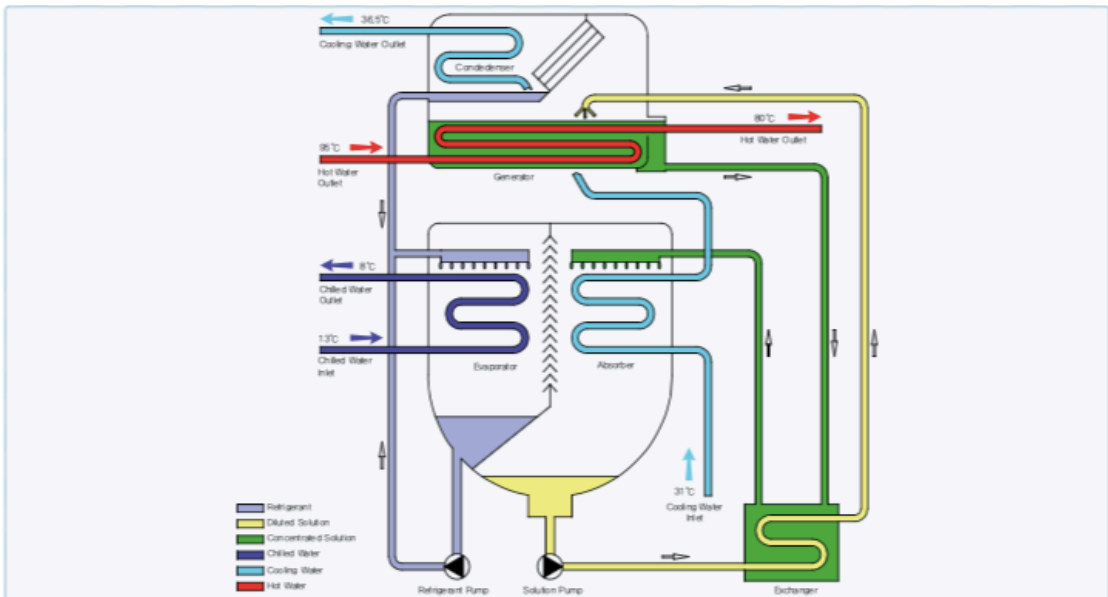 36,5°C
Cooling Water Outlet
Condedenser
80°C
Hot Water Outlet
95°C
Hot Water
Outlet
Generator
8°C
Chilled Water
Outlet
13°C
Chilled Water
Inlet
Evaporator
Absorber
31°C
Cooling Water
Inlet
Refrigerant
Diluted Solution
Concentrated Solution
Chilled Water
Cooling Water
Hot Water
Refrigerant Pump
Solution Pump
Exchanger